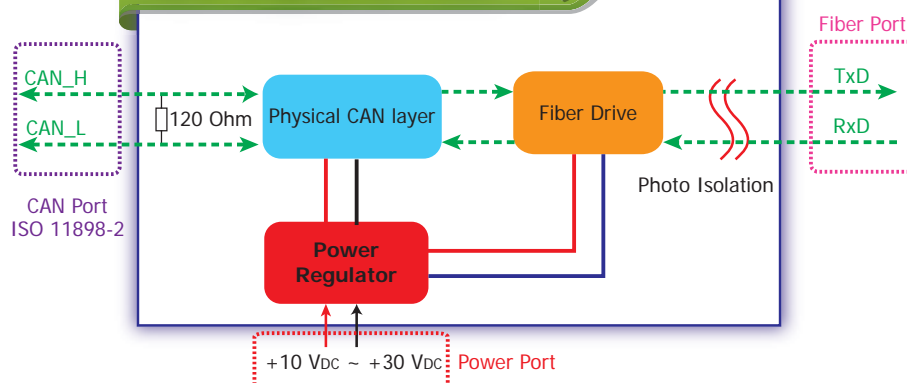 Fiber Port
CAN_H
TxD
120 Ohm
Physical CAN layer
Fiber Drive
CAN_L
RxD
Photo Isolation
CAN Port
ISO 11898-2
Power
Regulator
+10 VDC ~ +30 VDC
Power Port